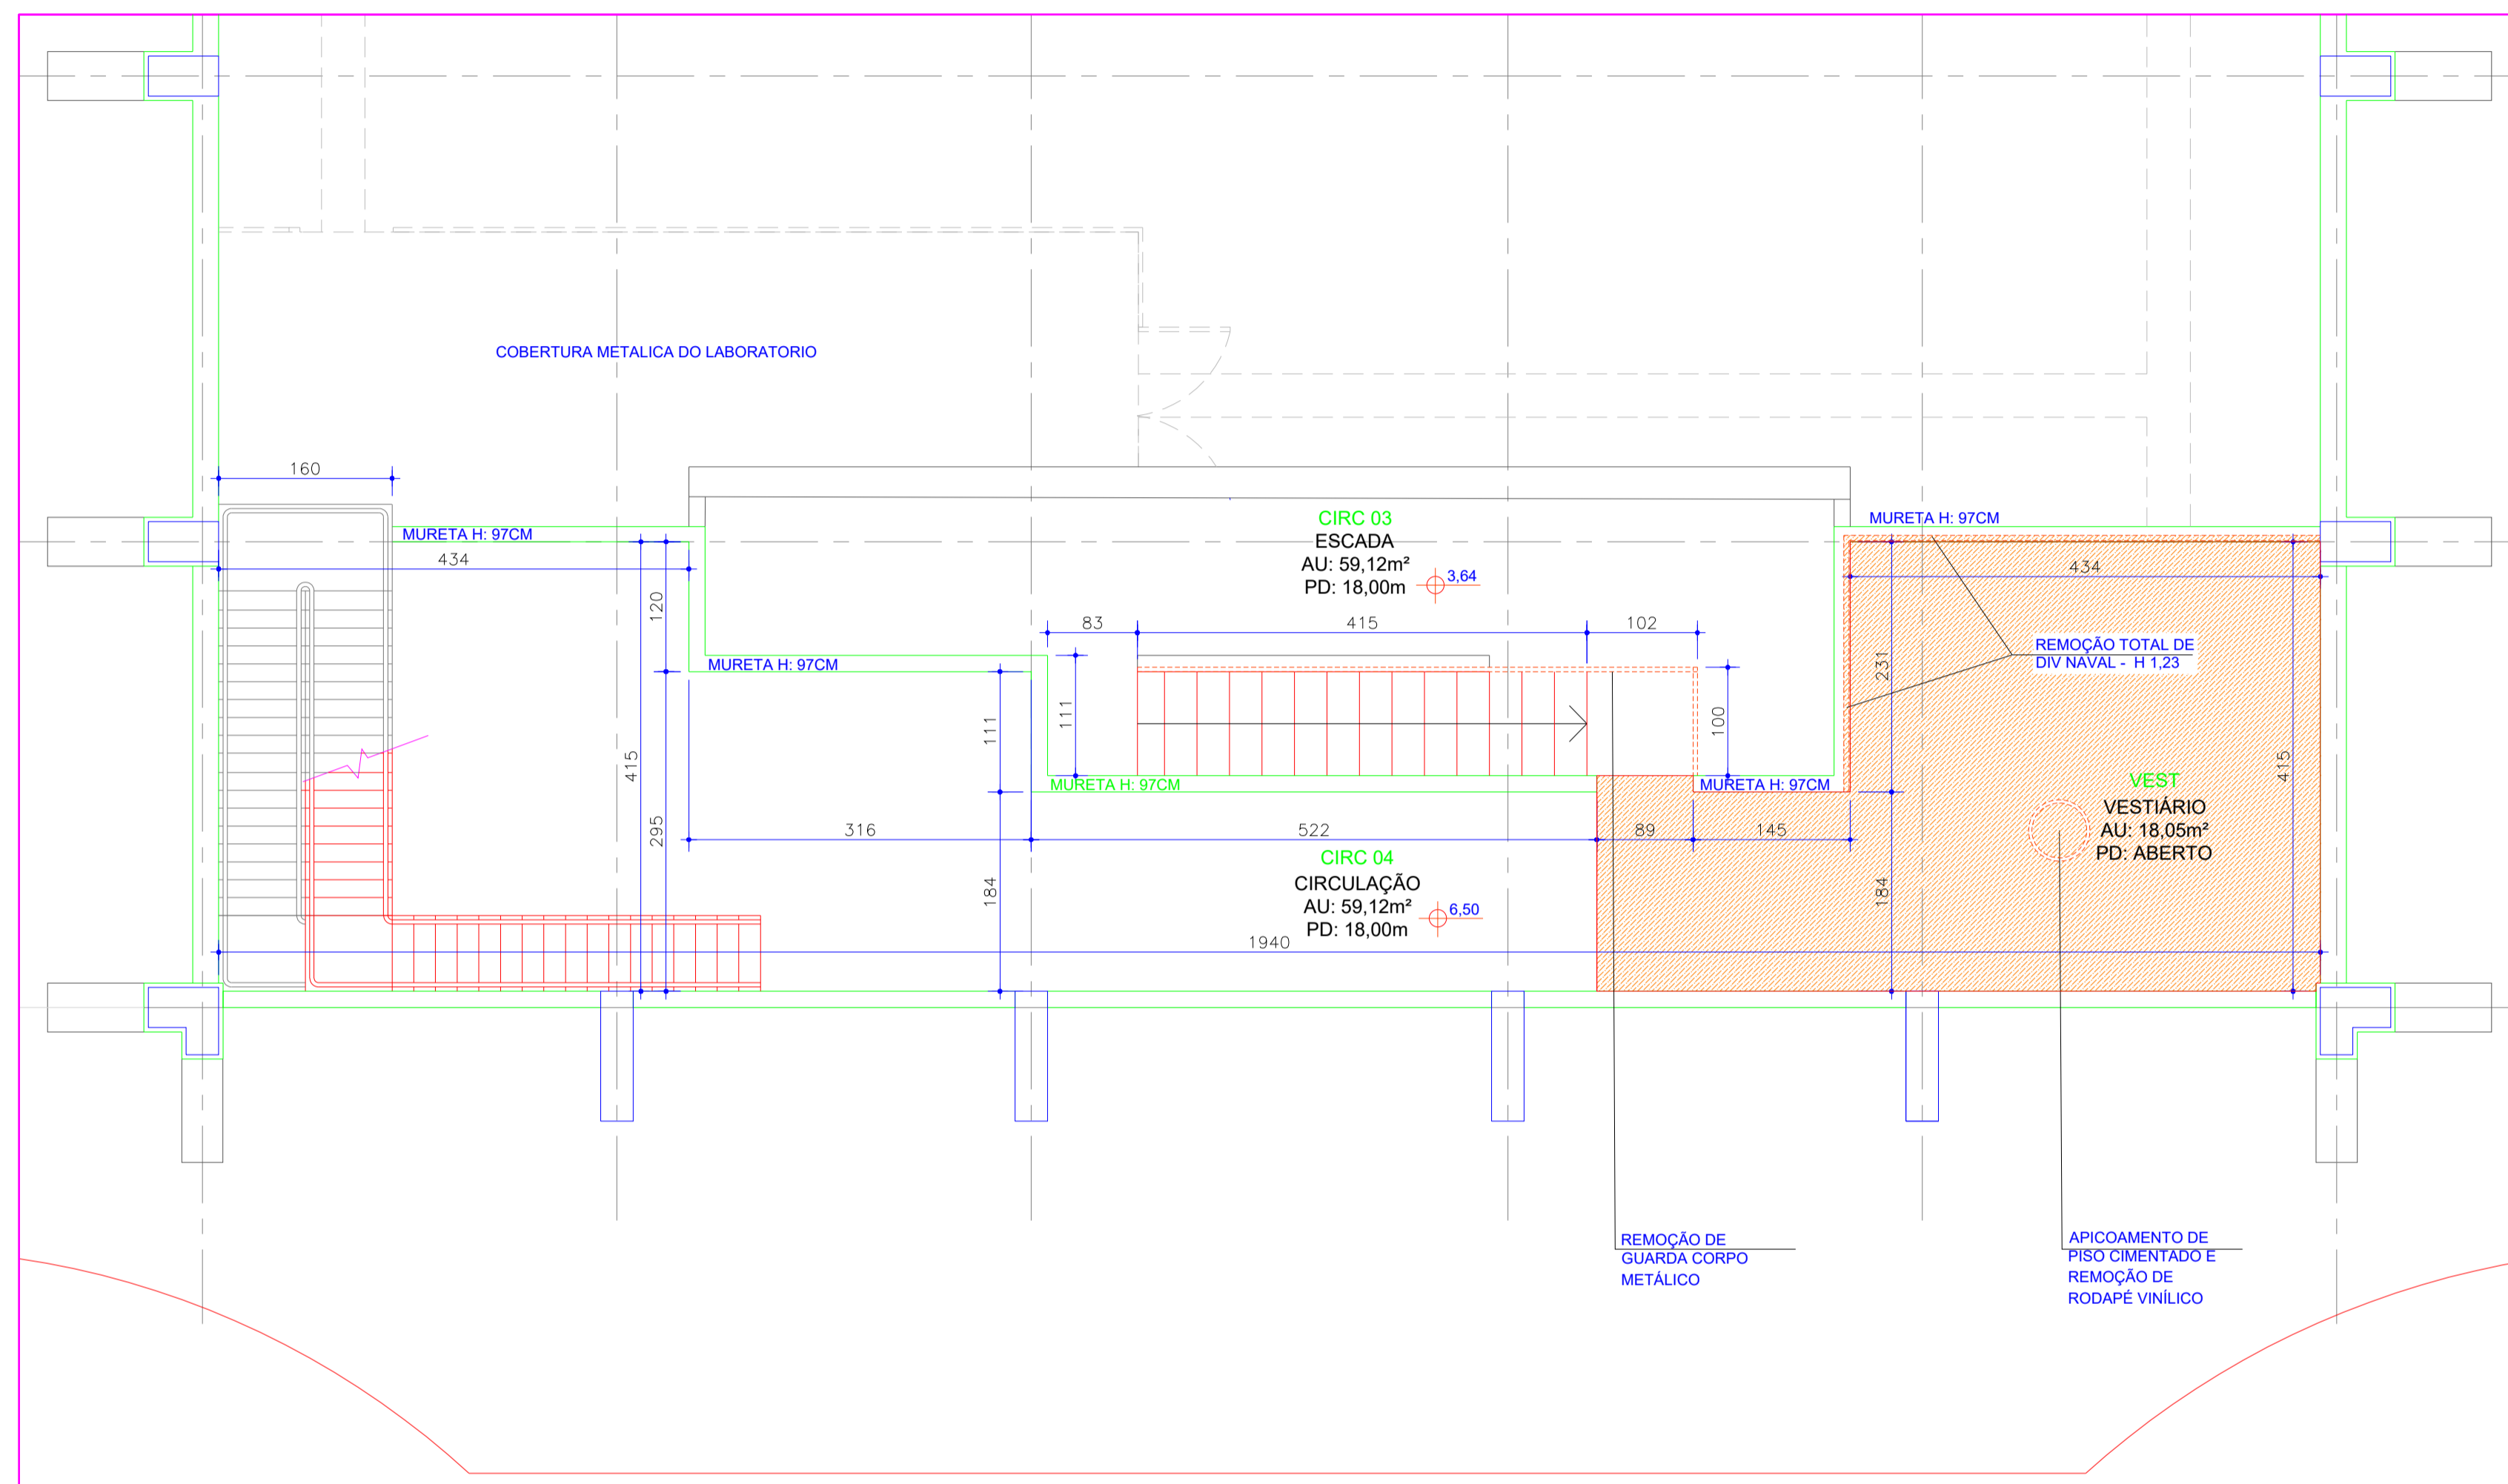 COBERTURA METALICA DO LABORATORIO
160
MURETA H: 97CM
434
CIRC 03
ESCADA
AU: 59,12m²
PD: 18,00m
3,64
MURETA H: 97CM
434
120
83
415
102
MURETA H: 97CM
REMOÇÃO TOTAL DE
DIV NAVAL - H 1,23
231
111
111
100
415
415
MURETA H: 97CM
MURETA H: 97CM
VEST
VESTIÁRIO
AU: 18,05m²
PD: ABERTO
295
316
522
89
145
CIRC 04
CIRCULAÇÃO
AU: 59,12m²
PD: 18,00m
6,50
184
184
1940
REMOÇÃO DE
GUARDA CORPO
METÁLICO
APICOAMENTO DE
PISO CIMENTADO E
REMOÇÃO DE
RODAPÉ VINÍLICO